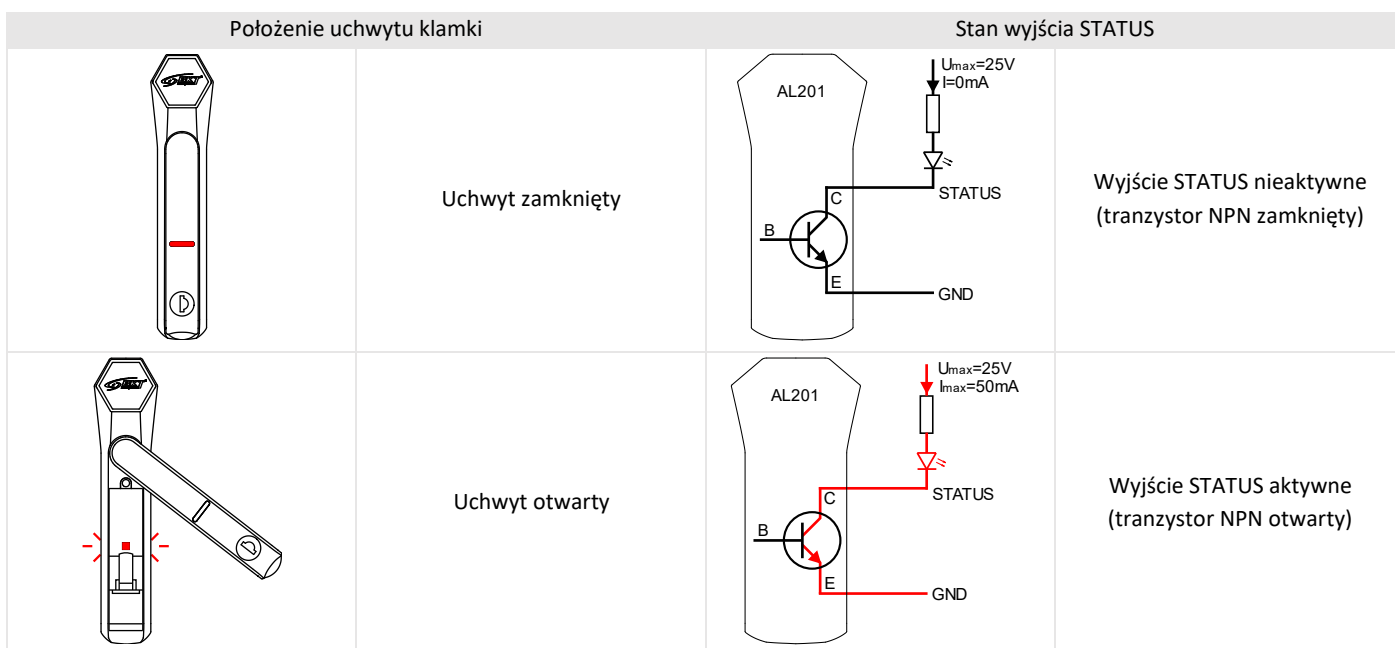 Położenie uchwytu klamki
Stan wyjścia STATUS
Uchwyt zamknięty
AL201
Umax=25V
I=0mA
C
STATUS
B
E
GND
Wyjście STATUS nieaktywne
(tranzystor NPN zamknięty)
Uchwyt otwarty
AL201
Umax=25V
Imax=50mA
C
STATUS
B
E
GND
Wyjście STATUS aktywne
(tranzystor NPN otwarty)